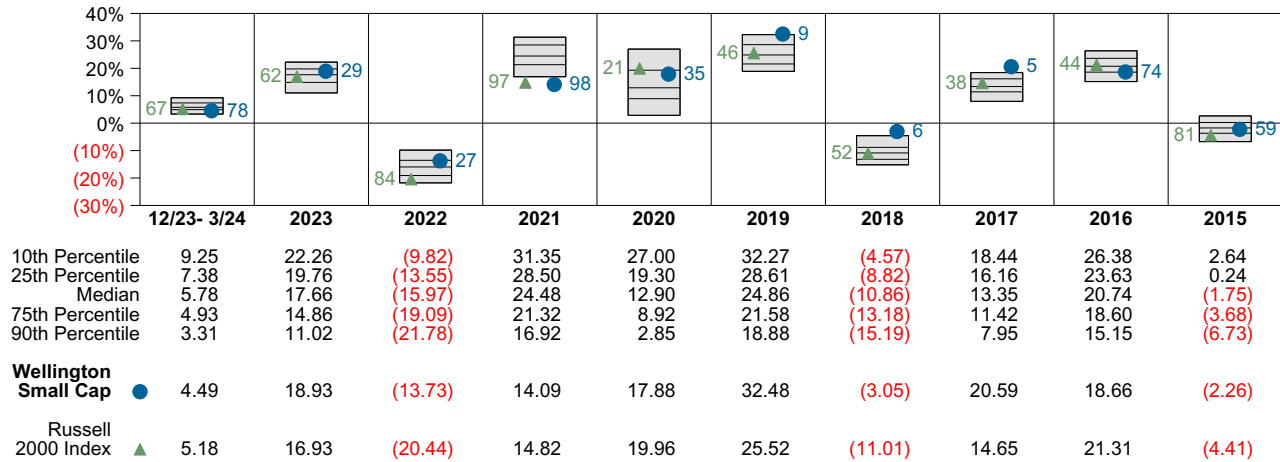 40%
30%
20%
10%
0%
(10%)
(20%)
(30%)
67 78
62 29
84 27
97 98
21 35
46 9
52 6
38 5
44 74
81 59
12/23- 3/24 2023 2022 2021 2020 2019 2018 2017 2016 2015
10th Percentile 9.25 22.26 (9.82) 31.35 27.00 32.27 (4.57) 18.44 26.38 2.64
25th Percentile 7.38 19.76 (13.55) 28.50 19.30 28.61 (8.82) 16.16 23.63 0.24
Median 5.78 17.66 (15.97) 24.48 12.90 24.86 (10.86) 13.35 20.74 (1.75)
75th Percentile 4.93 14.86 (19.09) 21.32 8.92 21.58 (13.18) 11.42 18.60 (3.68)
90th Percentile 3.31 11.02 (21.78) 16.92 2.85 18.88 (15.19) 7.95 15.15 (6.73)
Wellington
Small Cap 4.49 18.93 (13.73) 14.09 17.88 32.48 (3.05) 20.59 18.66 (2.26)
Russell
2000 Index 5.18 16.93 (20.44) 14.82 19.96 25.52 (11.01) 14.65 21.31 (4.41)